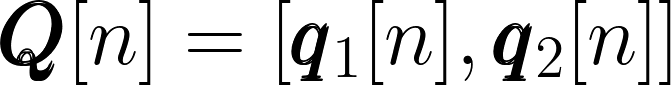 Q[n] = [q₁[n], q₂[n]]